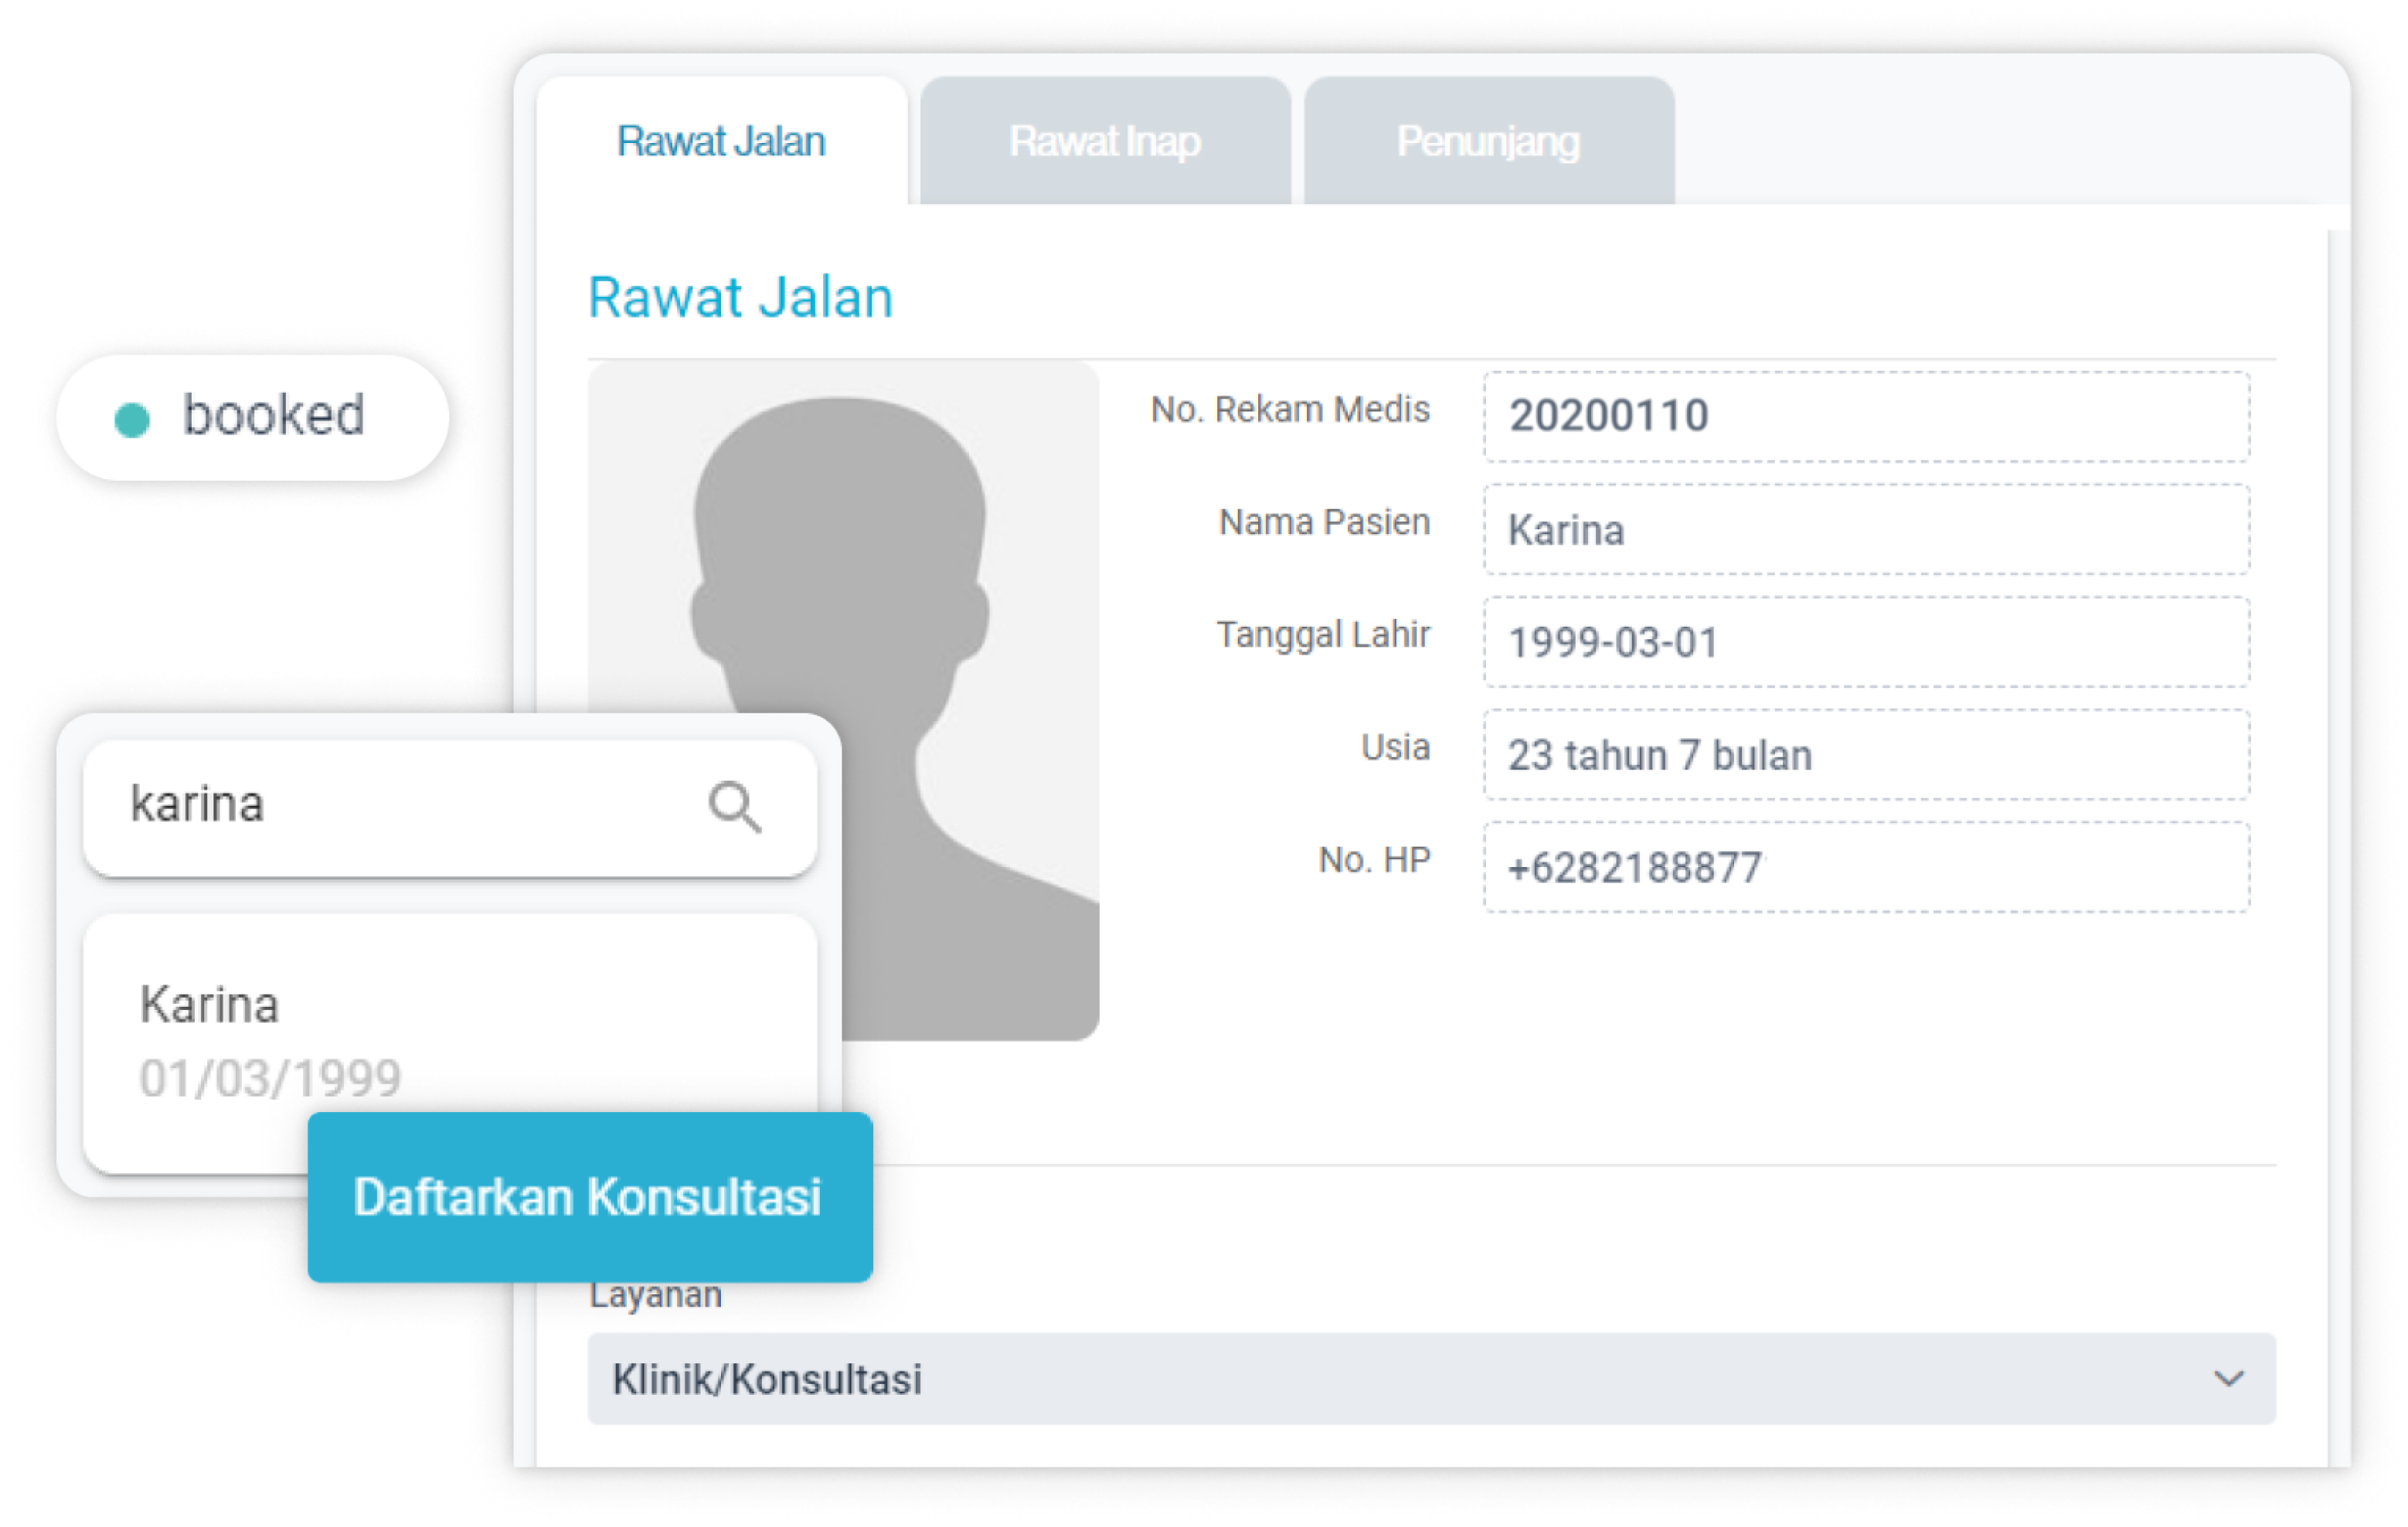 Rawat Jalan
Rawat Inap
Penunjang
Rawat Jalan
booked
No. Rekam Medis
20200110
Nama Pasien
Karina
Tanggal Lahir
1999-03-01
Usia
23 tahun 7 bulan
No. HP
+6282188877
karina
Karina
01/03/1999
Daftarkan Konsultasi
Layanan
Klinik/Konsultasi